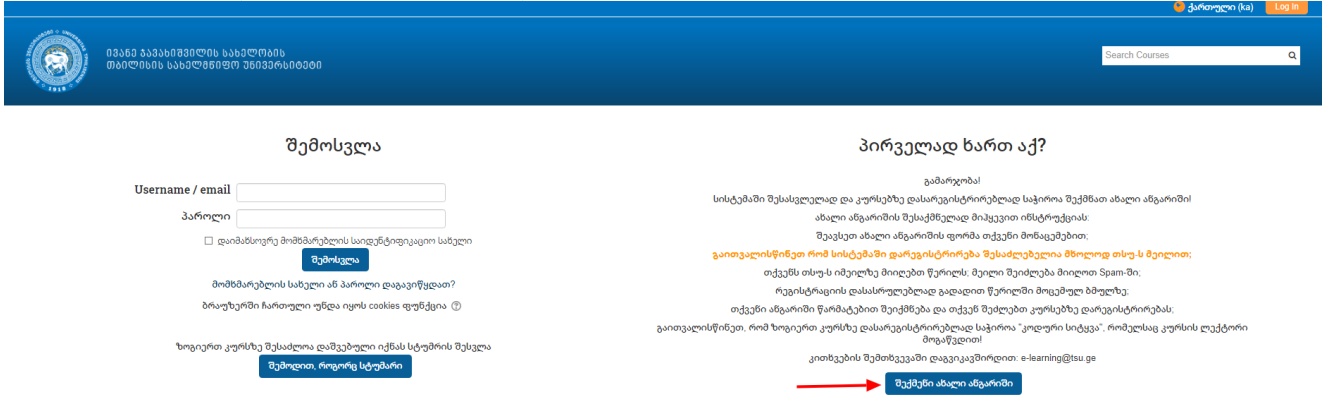 ქართული (ka)
Log In
ივანე ჯავახიშვილის სახელობის
თბილისის სახელმწიფო უნივერსიტეტი
Search Courses
1918
შემოსვლა
Username / email
პაროლი
დაიმახსოვრე მომხმარებლის საიდენტიფიკაციო სახელი
შემოსვლა
მომხმარებლის სახელი ან პაროლი დაგავიწყდათ?
ბრაუზერში ჩართული უნდა იყოს cookies ფუნქცია
ზოგიერთ კურსზე შესაძლოა დაშვებული იქნას სტუმრის შესვლა
შემოდით, როგორც სტუმარი
პირველად ხართ აქ?
გამარჯობა!
სისტემაში შესასვლელად და კურსებზე დასარეგისტრირებლად საჭიროა შექმნათ ახალი ანგარიში!
ახალი ანგარიშის შესაქმნელად მიჰყევით ინსტრუქციას:
შეავსეთ ახალი ანგარიშის ფორმა თქვენი მონაცემებით;
გაითვალისწინეთ რომ სისტემაში დარეგისტრირება შესაძლებელია მხოლოდ თსუ-ს მეილით;
თქვენს თსუ-ს იმეილზე მიიღებთ წერილს; მეილი შეიძლება მიიღოთ Spam-ში;
რეგისტრაციის დასასრულებლად გადადით წერილში მოცემულ ბმულზე;
თქვენი ანგარიში წარმატებით შეიქმნება და თქვენ შეძლებთ კურსებზე დარეგისტრირებას;
გაითვალისწინეთ, რომ ზოგიერთ კურსზე დასარეგისტრირებლად საჭიროა "კოდური სიტყვა", რომელსაც კურსის ლექტორი
მოგაწვდით!
კითხვების შემთხვევაში დაგვიკავშირდით: e-learning@tsu.ge
შექმენი ახალი ანგარიში